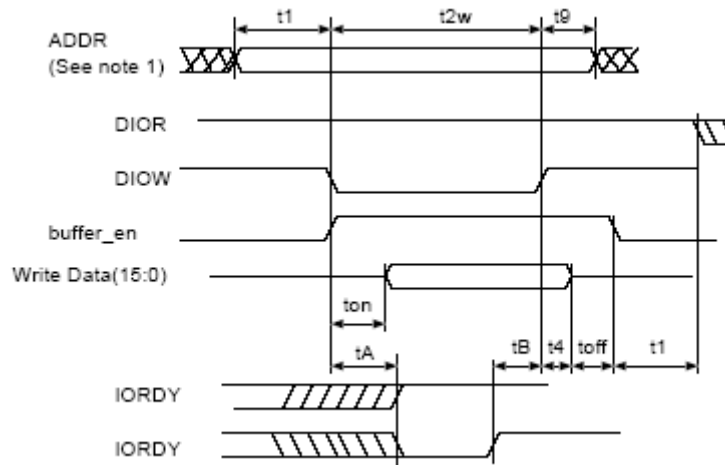 t1 t2w t9
ADDR
(See note 1)
DIOR
DIOW
buffer_en
Write Data(15:0)
ton
tA tB t4 toff t1
IORDY
IORDY